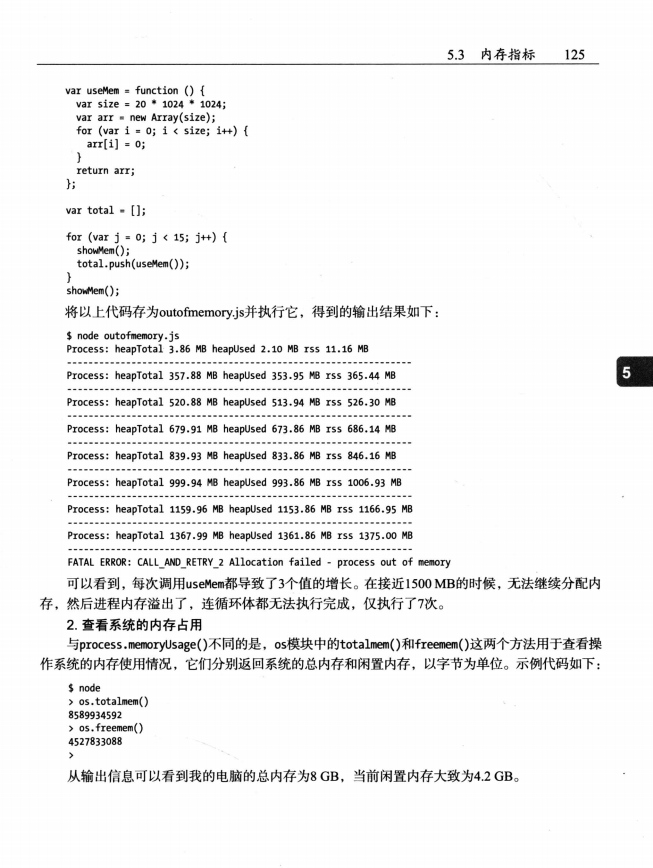 5.3 内存指标 125
var useMem = function () {
var size = 20 * 1024 * 1024;
var arr = new Array(size);
for (var i = 0; i < size; i++) {
arr[i] = 0;
}
return arr;
};
var total = [];
for (var j = 0; j < 15; j++) {
showMem();
total.push(useMem());
}
showMem();
将以上代码存为outofmemory.js并执行它，得到的输出结果如下：
$ node outofmemory.js
Process: heapTotal 3.86 MB heapUsed 2.10 MB rss 11.16 MB
----------------------------------------------------------------------
Process: heapTotal 357.88 MB heapUsed 353.95 MB rss 365.44 MB
5
----------------------------------------------------------------------
Process: heapTotal 520.88 MB heapUsed 513.94 MB rss 526.30 MB
----------------------------------------------------------------------
Process: heapTotal 679.91 MB heapUsed 673.86 MB rss 686.14 MB
----------------------------------------------------------------------
Process: heapTotal 839.93 MB heapUsed 833.86 MB rss 846.16 MB
----------------------------------------------------------------------
Process: heapTotal 999.94 MB heapUsed 993.86 MB rss 1006.93 MB
----------------------------------------------------------------------
Process: heapTotal 1159.96 MB heapUsed 1153.86 MB rss 1166.95 MB
----------------------------------------------------------------------
Process: heapTotal 1367.99 MB heapUsed 1361.86 MB rss 1375.00 MB
----------------------------------------------------------------------
FATAL ERROR: CALL_AND_RETRY_2 Allocation failed - process out of memory
可以看到，每次调用useMem都导致了3个值的增长。在接近1500 MB的时候，无法继续分配内
存，然后进程内存溢出了，连循环体都无法执行完成，仅执行了7次。
2. 查看系统的内存占用
与process.memoryUsage()不同的是，os模块中的totalmem()和freemem()这两个方法用于查看操
作系统的内存使用情况，它们分别返回系统的总内存和闲置内存，以字节为单位。示例代码如下：
$ node
> os.totalmem()
8589934592
> os.freemem()
4527833088
>
从输出信息可以看到我的电脑的总内存为8 GB，当前闲置内存大致为4.2 GB。